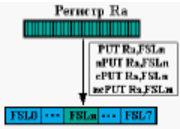 Регистр Ra
PUT Ra,FSLn
nPUT Ra,FSLn
cPUT Ra,FSLn
ncPUT Ra,FSLn
FSL0 ••• FSLn ••• FSL7